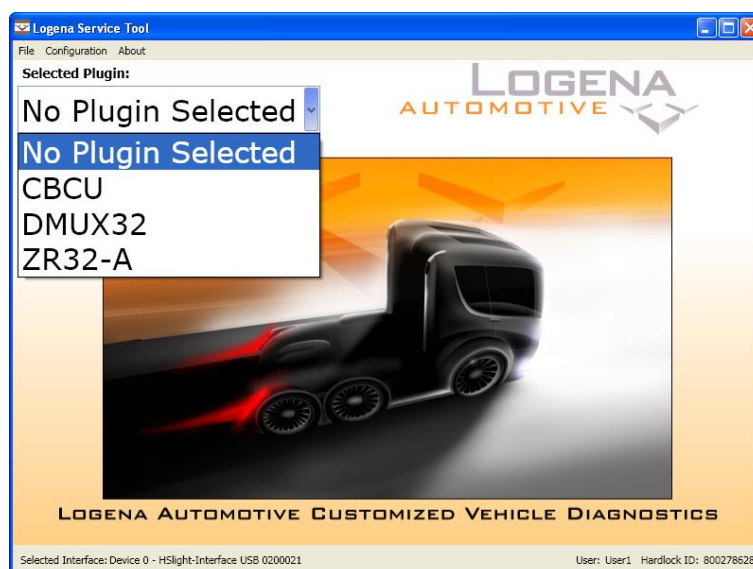 Logena Service Tool
File Configuration About
Selected Plugin:
LOGENA
AUTOMOTIVE
No Plugin Selected
No Plugin Selected
CBCU
DMUX32
ZR32-A
LOGENA AUTOMOTIVE CUSTOMIZED VEHICLE DIAGNOSTICS
Selected Interface: Device 0 - HSlight-Interface USB 0200021
User: User1 Hardlock ID: 800278628